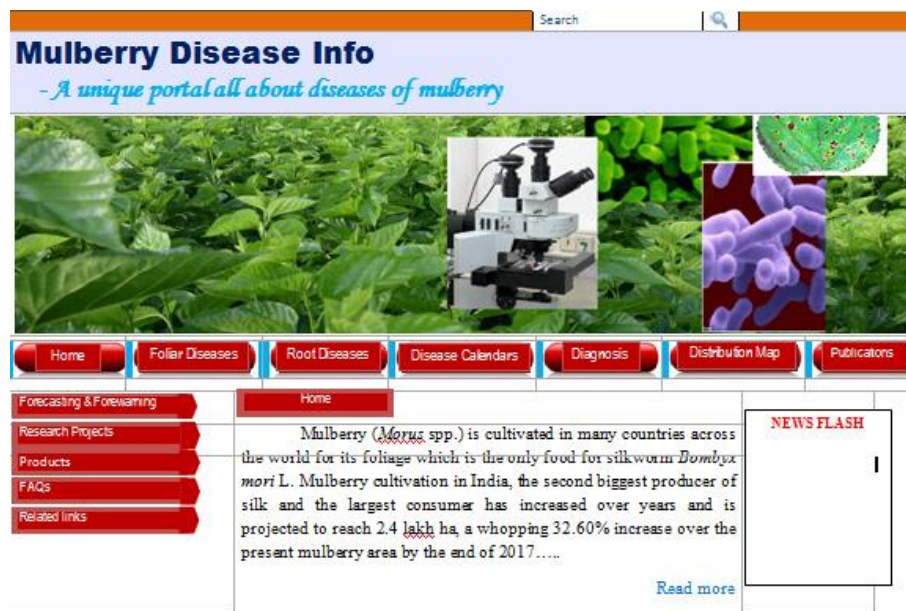 Search
Mulberry Disease Info
- A unique portal all about diseases of mulberry
Home
Foliar Diseases
Root Diseases
Disease Calendars
Diagnosis
Distribution Map
Publications
Forecasting & Forewarning
Research Projects
Products
FAQs
Related links
Home
Mulberry (Morus spp.) is cultivated in many countries across
the world for its foliage which is the only food for silkworm Bombyx
mori L. Mulberry cultivation in India, the second biggest producer of
silk and the largest consumer has increased over years and is
projected to reach 2.4 lakh ha, a whopping 32.60% increase over the
present mulberry area by the end of 2017…..
Read more
NEWS FLASH